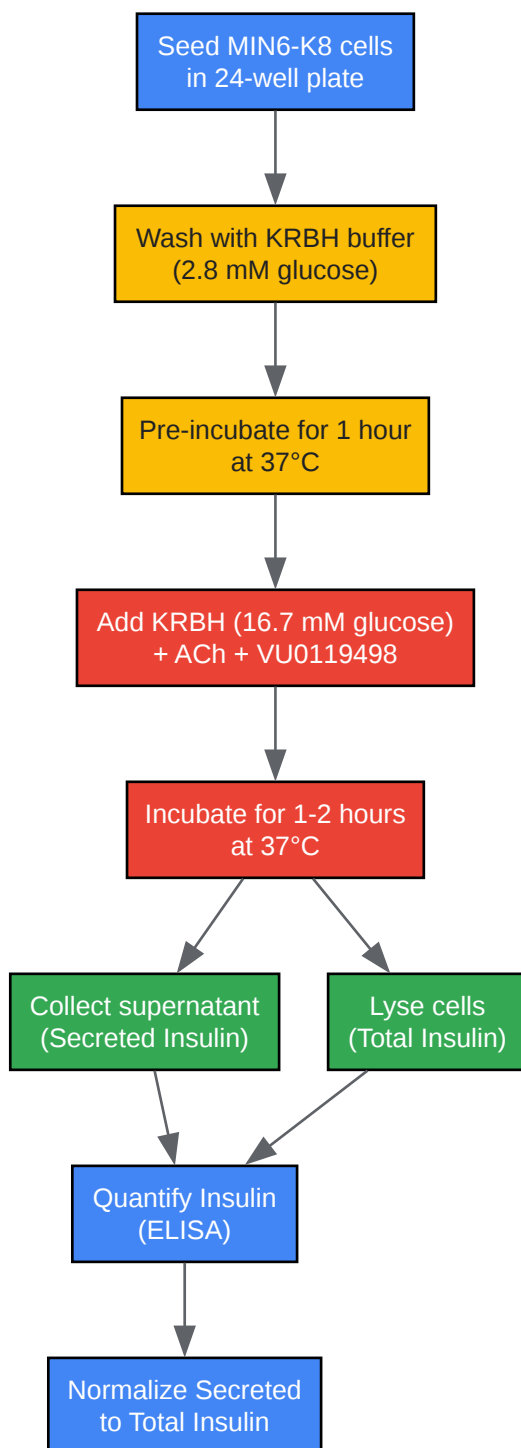 Seed MIN6-K8 cells
in 24-well plate
Wash with KRBH buffer
(2.8 mM glucose)
Pre-incubate for 1 hour
at 37°C
Add KRBH (16.7 mM glucose)
+ ACh + VU0119498
Incubate for 1-2 hours
at 37°C
Collect supernatant
(Secreted Insulin)
Lyse cells
(Total Insulin)
Quantify Insulin
(ELISA)
Normalize Secreted
to Total Insulin